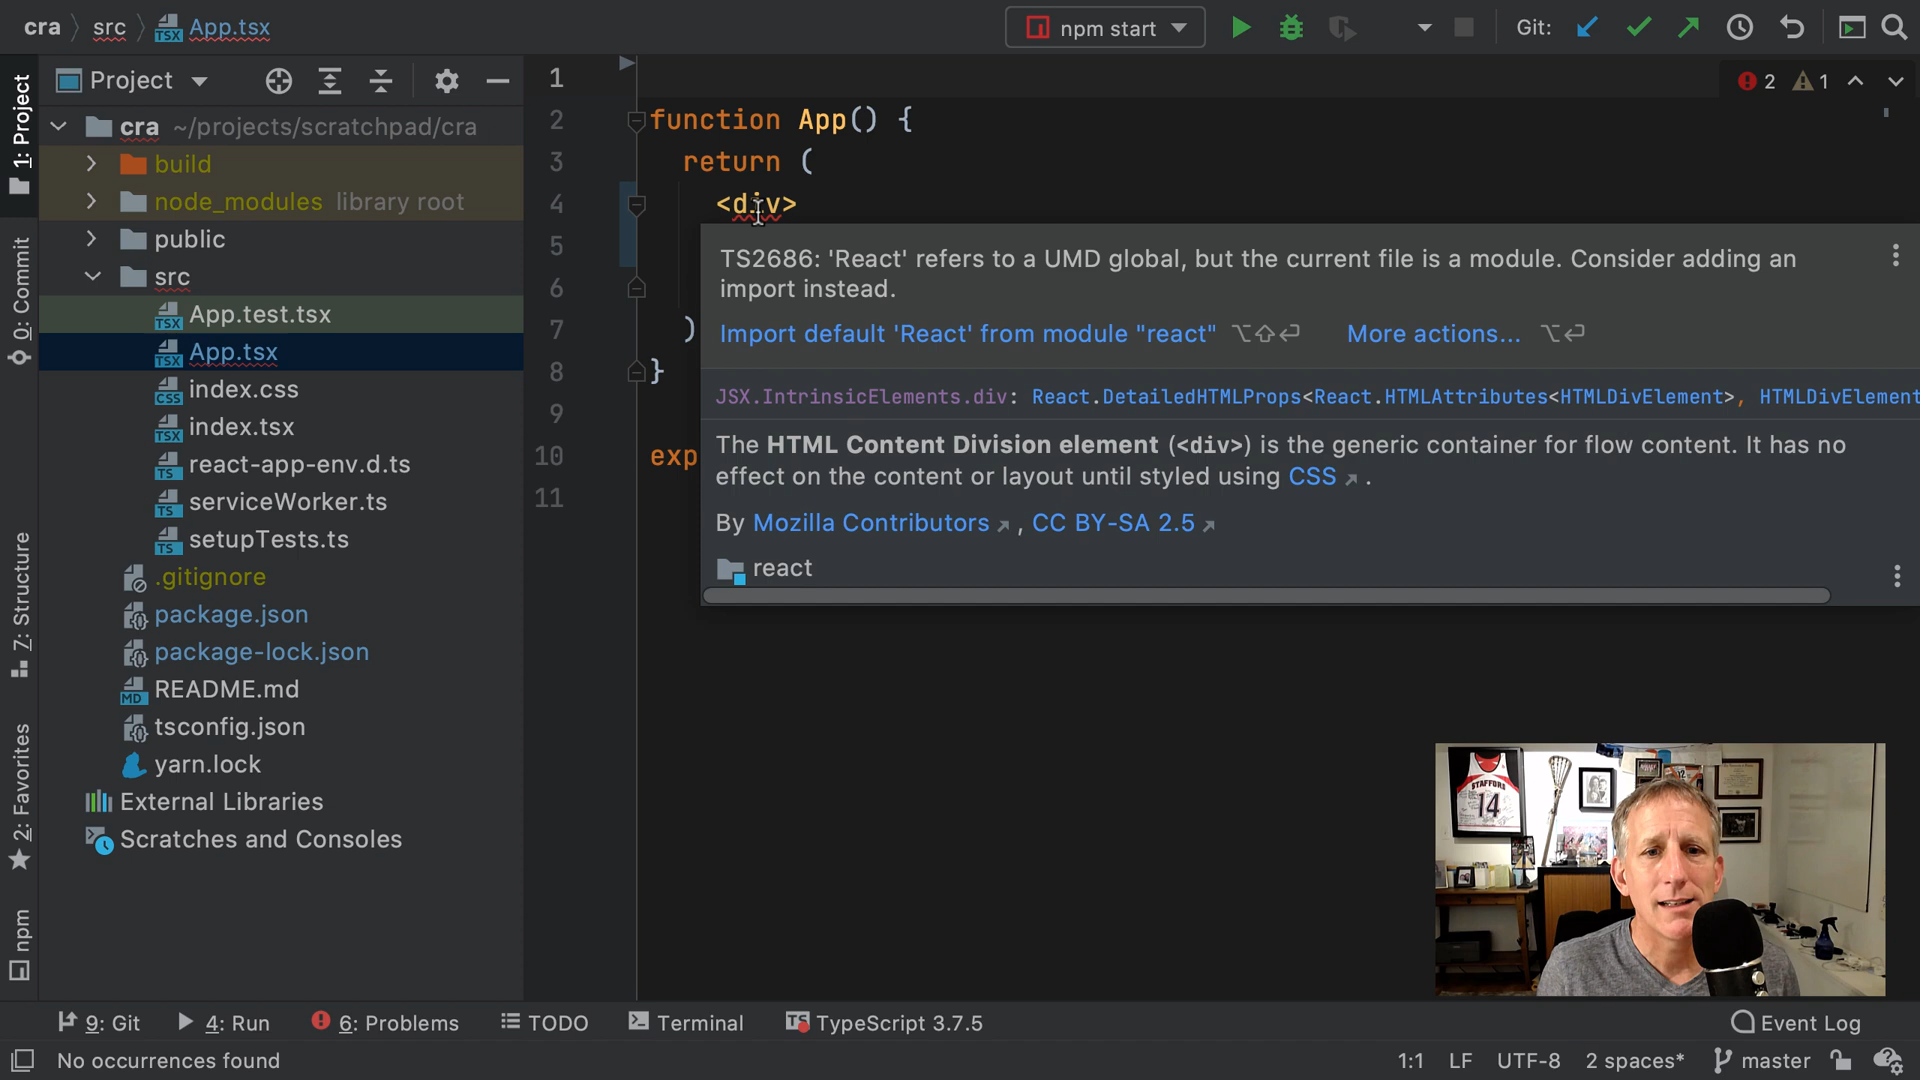 cra
src
App.tsx
npm start
Git:
1: Project
0: Commit
7: Structure
2: Favorites
npm
Project
cra ~/projects/scratchpad/cra
build
node_modules library root
public
src
App.test.tsx
App.tsx
index.css
index.tsx
react-app-env.d.ts
serviceWorker.ts
setupTests.ts
.gitignore
package.json
package-lock.json
README.md
tsconfig.json
yarn.lock
External Libraries
Scratches and Consoles
2 1
1
2 function App() {
3 return (
4 <div>
5
6
7 )
8 }
9
10 exp
11
TS2686: 'React' refers to a UMD global, but the current file is a module. Consider adding an
import instead.
Import default 'React' from module "react" ⌥⇧⏎ More actions... ⌥⏎
JSX.IntrinsicElements.div: React.DetailedHTMLProps<React.HTMLAttributes<HTMLDivElement>, HTMLDivElement
The HTML Content Division element (<div>) is the generic container for flow content. It has no
effect on the content or layout until styled using CSS ↗ .
By Mozilla Contributors ↗ , CC BY-SA 2.5 ↗
react
STAFFORS
14
9: Git
4: Run
6: Problems
TODO
Terminal
TypeScript 3.7.5
Event Log
No occurrences found
1:1 LF UTF-8 2 spaces* master